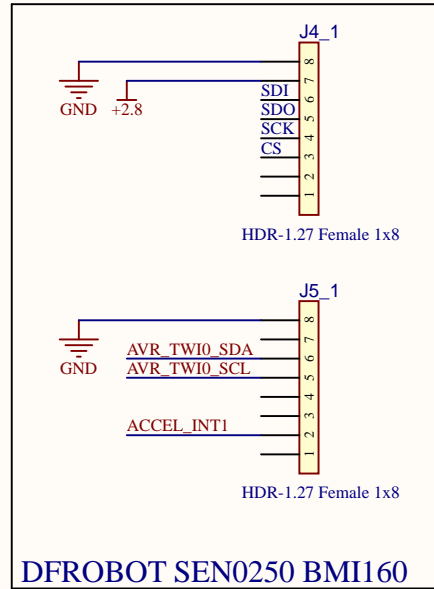 J4_1
8
GND
+2.8
7
SDI
6
SDO
5
SCK
4
CS
3
2
1
HDR-1.27 Female 1x8
J5_1
8
GND
7
AVR_TWI0_SDA
6
AVR_TWI0_SCL
5
4
3
ACCEL_INT1
2
1
HDR-1.27 Female 1x8
DFROBOT SEN0250 BMI160